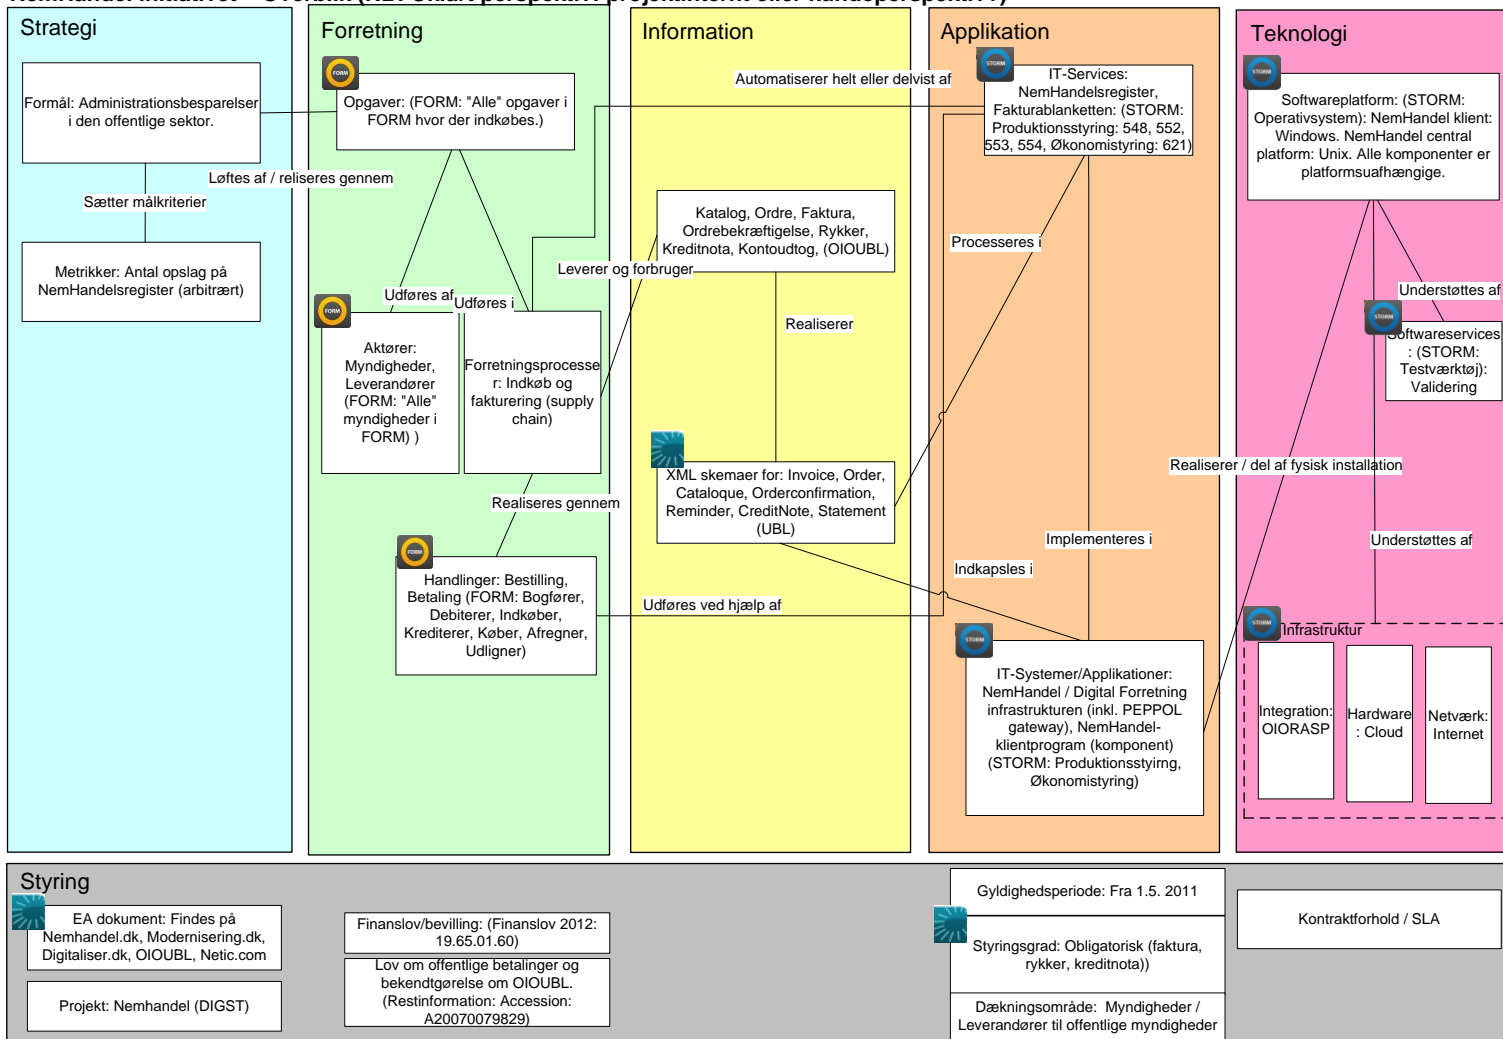 NemHandel initiativet – Overblik (NB: Uklart perspektiv: projektinternt eller kundeperspektiv?)
Strategi
Formål: Administrationsbesparelser
i den offentlige sektor.
Sætter målkriterier
Metrikker: Antal opslag på
NemHandelsregister (arbitrært)
Løftes af / reliseres gennem
Forretning
FORM
Opgaver: (FORM: "Alle" opgaver i
FORM hvor der indkøbes.)
Udføres af
Udføres i
FORM
Aktører:
Myndigheder,
Leverandører
(FORM: "Alle"
myndigheder i
FORM) )
Forretningsprocesse
r: Indkøb og
fakturering (supply
chain)
Realiseres gennem
FORM
Handlinger: Bestilling,
Betaling (FORM: Bogfører,
Debiterer, Indkøber,
Krediterer, Køber, Afregner,
Udligner)
Information
Automatiserer helt eller delvist af
Katalog, Ordre, Faktura,
Ordrebekræftigelse, Rykker,
Kreditnota, Kontoudtog, (OIOUBL)
Leverer og forbruger
Realiserer
XML skemaer for: Invoice, Order,
Cataloque, Orderconfirmation,
Reminder, CreditNote, Statement
(UBL)
Udføres ved hjælp af
Applikation
STORM
IT-Services:
NemHandelsregister,
Fakturablanketten: (STORM:
Produktionsstyring: 548, 552,
553, 554, Økonomistyring: 621)
Processeres i
Implementeres i
Indkapsles i
STORM
IT-Systemer/Applikationer:
NemHandel / Digital Forretning
infrastrukturen (inkl. PEPPOL
gateway), NemHandel-
klientprogram (komponent)
(STORM: Produktionsstyirng,
Økonomistyring)
Teknologi
STORM
Softwareplatform: (STORM:
Operativsystem): NemHandel klient:
Windows. NemHandel central
platform: Unix. Alle komponenter er
platformsuafhængige.
Understøttes af
STORM
Softwareservices
: (STORM:
Testværktøj):
Validering
Realiserer / del af fysisk installation
Understøttes af
STORM
Infrastruktur
Integration:
OIORASP
Hardware
: Cloud
Netværk:
Internet
Styring
EA dokument: Findes på
Nemhandel.dk, Modernisering.dk,
Digitaliser.dk, OIOUBL, Netic.com
Projekt: Nemhandel (DIGST)
Finanslov/bevilling: (Finanslov 2012:
19.65.01.60)
Lov om offentlige betalinger og
bekendtgørelse om OIOUBL.
(Restinformation: Accession:
A20070079829)
Gyldighedsperiode: Fra 1.5. 2011
Styringsgrad: Obligatorisk (faktura,
rykker, kreditnota))
Dækningsområde: Myndigheder /
Leverandører til offentlige myndigheder
Kontraktforhold / SLA